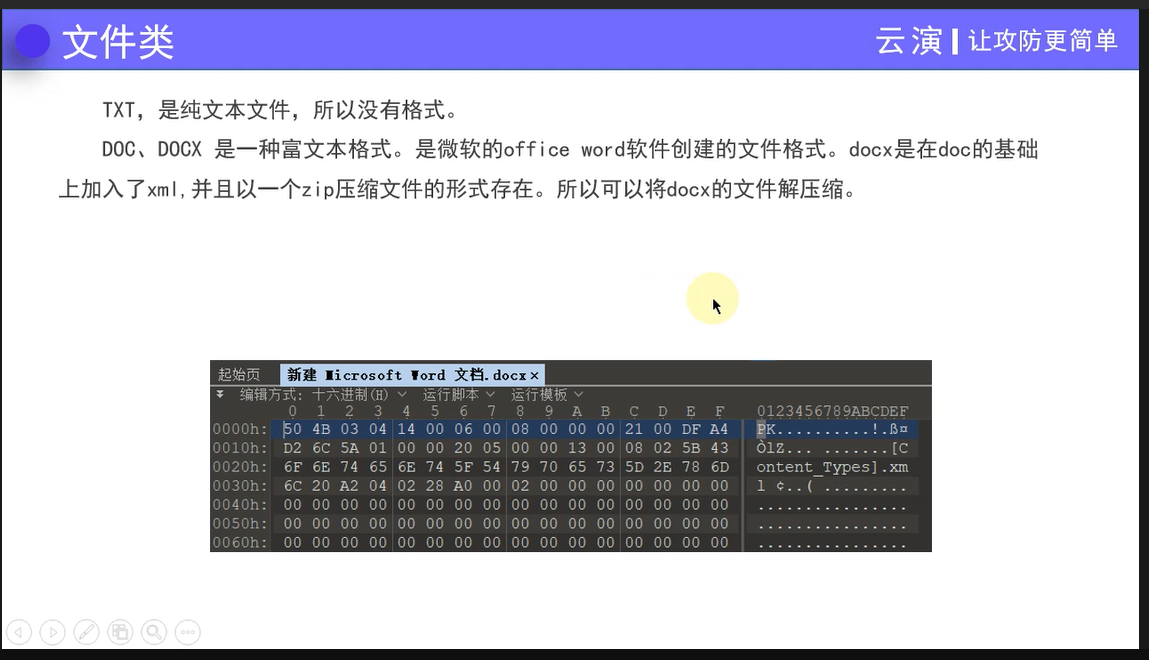 文件类
云演 | 让攻防更简单
TXT，是纯文本文件，所以没有格式。
DOC、DOCX 是一种富文本格式。是微软的office word软件创建的文件格式。docx是在doc的基础
上加入了xml,并且以一个zip压缩文件的形式存在。所以可以将docx的文件解压缩。
起始页 新建 Microsoft Word 文档.docx×
编辑方式: 十六进制(H) 运行脚本 运行模板
0 1 2 3 4 5 6 7 8 9 A B C D E F 0123456789ABCDEF
0000h: 50 4B 03 04 14 00 06 00 08 00 00 00 21 00 DF A4 PK..........!.ß¤
0010h: D2 6C 5A 01 00 00 20 05 00 00 13 00 08 02 5B 43 ÒlZ... .......[C
0020h: 6F 6E 74 65 6E 74 5F 54 79 70 65 73 5D 2E 78 6D ontent_Types].xm
0030h: 6C 20 A2 04 02 28 A0 00 02 00 00 00 00 00 00 00 l ¢..( .........
0040h: 00 00 00 00 00 00 00 00 00 00 00 00 00 00 00 00 ................
0050h: 00 00 00 00 00 00 00 00 00 00 00 00 00 00 00 00 ................
0060h: 00 00 00 00 00 00 00 00 00 00 00 00 00 00 00 00 ................